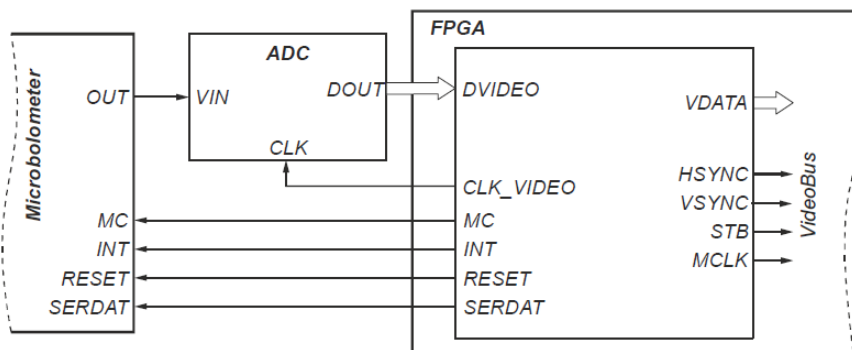 FPGA
ADC
Microbolometer
OUT
VIN
DOUT
DVIDEO
VDATA
CLK
CLK_VIDEO
HSYNC
VSYNC
STB
MCLK
VideoBus
MC
INT
RESET
SERDAT
MC
INT
RESET
SERDAT